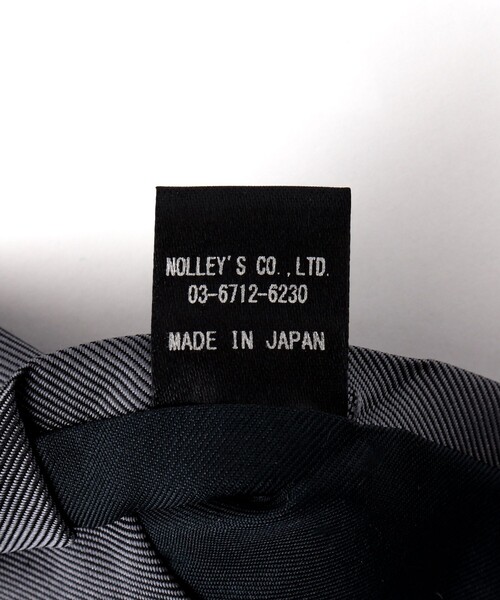 NOLLEY'S CO.,LTD.
03-6712-6230
MADE IN JAPAN